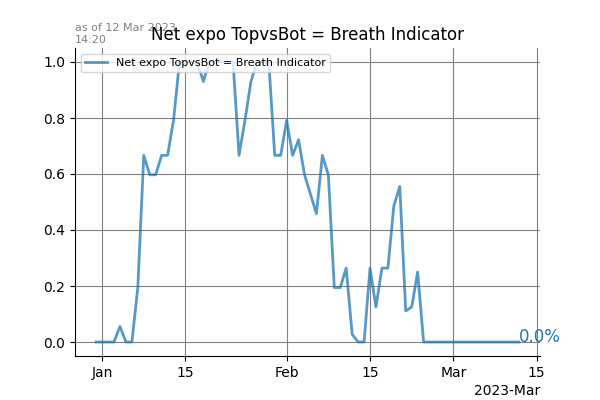 as of 12 Mar 2023
14:20
Net expo TopvsBot = Breath Indicator
Net expo TopvsBot = Breath Indicator
1.0
0.8
0.6
0.4
0.2
0.0
0.0%
Jan 15 Feb 15 Mar 15
2023-Mar